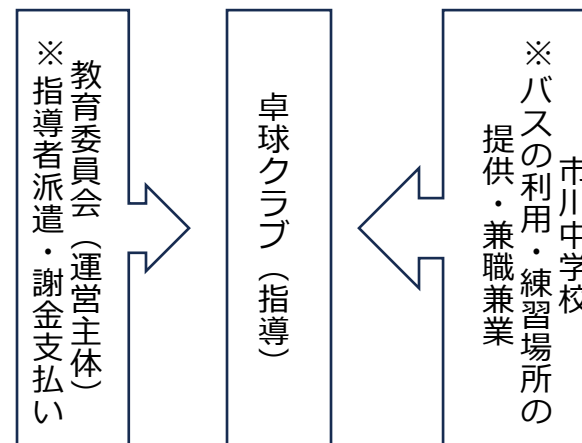 市川中学校
※バスの利用・練習場所の
提供・兼職兼業
卓球クラブ（指導）
教育委員会（運営主体）
※指導者派遣・謝金支払い